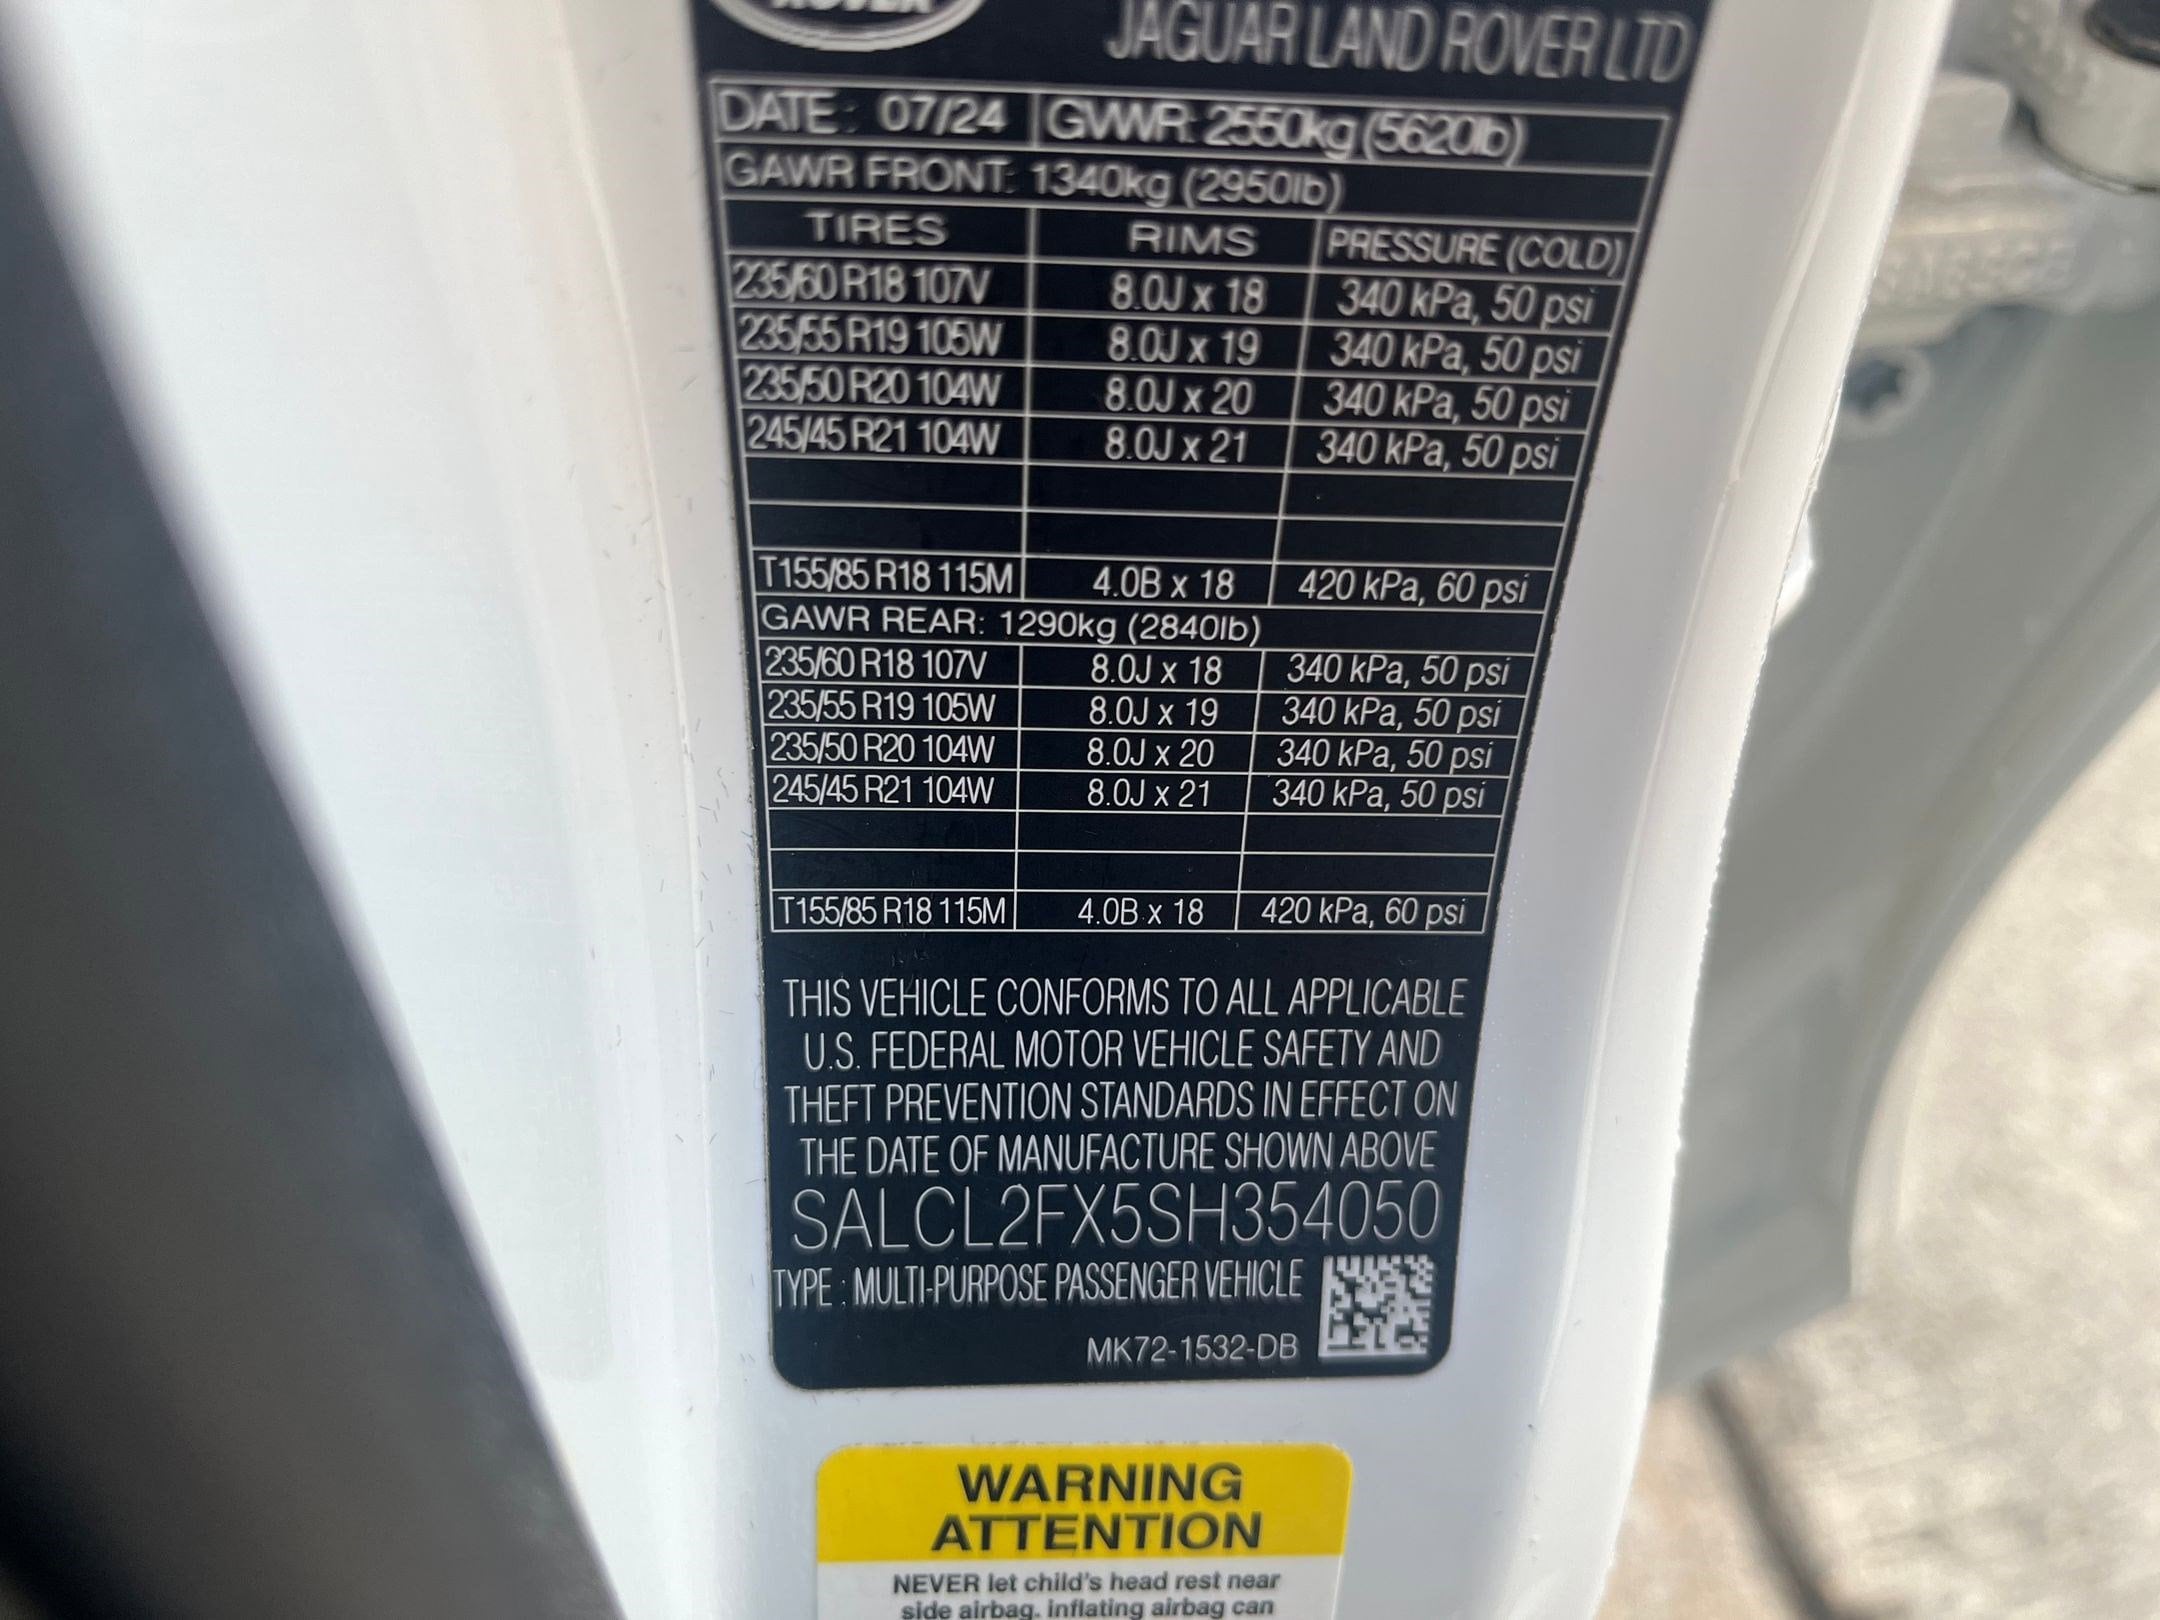 ROVER
JAGUAR LAND ROVER LTD
DATE: 07/24 GVWR: 2550kg (5620lb)
GAWR FRONT: 1340kg (2950lb)
TIRES RIMS PRESSURE (COLD)
235/60 R18 107V 8.0J x 18 340 kPa, 50 psi
235/55 R19 105W 8.0J x 19 340 kPa, 50 psi
235/50 R20 104W 8.0J x 20 340 kPa, 50 psi
245/45 R21 104W 8.0J x 21 340 kPa, 50 psi
T155/85 R18 115M 4.0B x 18 420 kPa, 60 psi
GAWR REAR: 1290kg (2840lb)
235/60 R18 107V 8.0J x 18 340 kPa, 50 psi
235/55 R19 105W 8.0J x 19 340 kPa, 50 psi
235/50 R20 104W 8.0J x 20 340 kPa, 50 psi
245/45 R21 104W 8.0J x 21 340 kPa, 50 psi
T155/85 R18 115M 4.0B x 18 420 kPa, 60 psi
THIS VEHICLE CONFORMS TO ALL APPLICABLE
U.S. FEDERAL MOTOR VEHICLE SAFETY AND
THEFT PREVENTION STANDARDS IN EFFECT ON
THE DATE OF MANUFACTURE SHOWN ABOVE
SALCL2FX5SH354050
TYPE : MULTI-PURPOSE PASSENGER VEHICLE
MK72-1532-DB
WARNING
ATTENTION
NEVER let child's head rest near
side airbag. Inflating airbag can